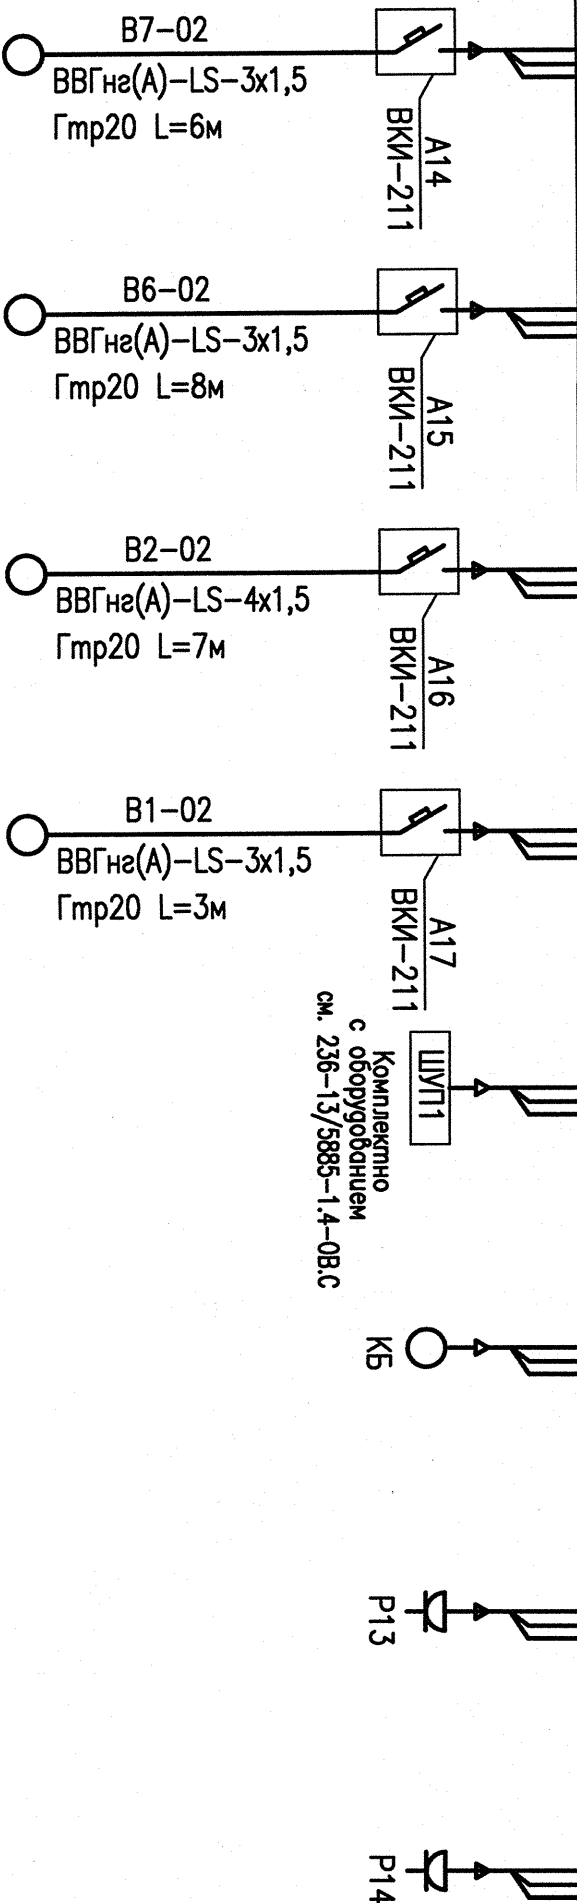 В7-02
ВВГнг(А)-LS-3х1,5
Гтр20 L=6м
А14
ВКИ-211
В6-02
ВВГнг(А)-LS-3х1,5
Гтр20 L=8м
А15
ВКИ-211
В2-02
ВВГнг(А)-LS-4х1,5
Гтр20 L=7м
А16
ВКИ-211
В1-02
ВВГнг(А)-LS-3х1,5
Гтр20 L=3м
А17
ВКИ-211
ШУП1
Комплектно
с оборудованием
см. 236-13/5885-1.4-ОВ.С
КБ
Р13
Р14